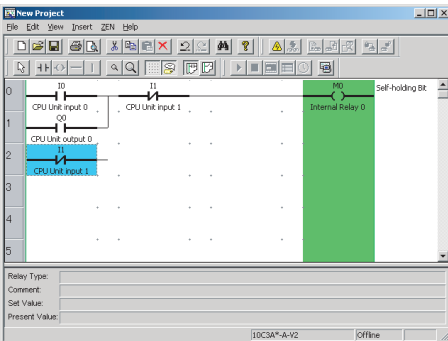 New Project
File Edit View Insert ZEN Help
0
I0
I1
M0
Self-holding Bit
CPU Unit input 0
CPU Unit input 1
Internal Relay 0
1
Q0
CPU Unit output 0
2
I1
CPU Unit input 1
3
4
5
Relay Type:
Comment:
Set Value:
Present Value:
10C3A*-A-V2
Offline